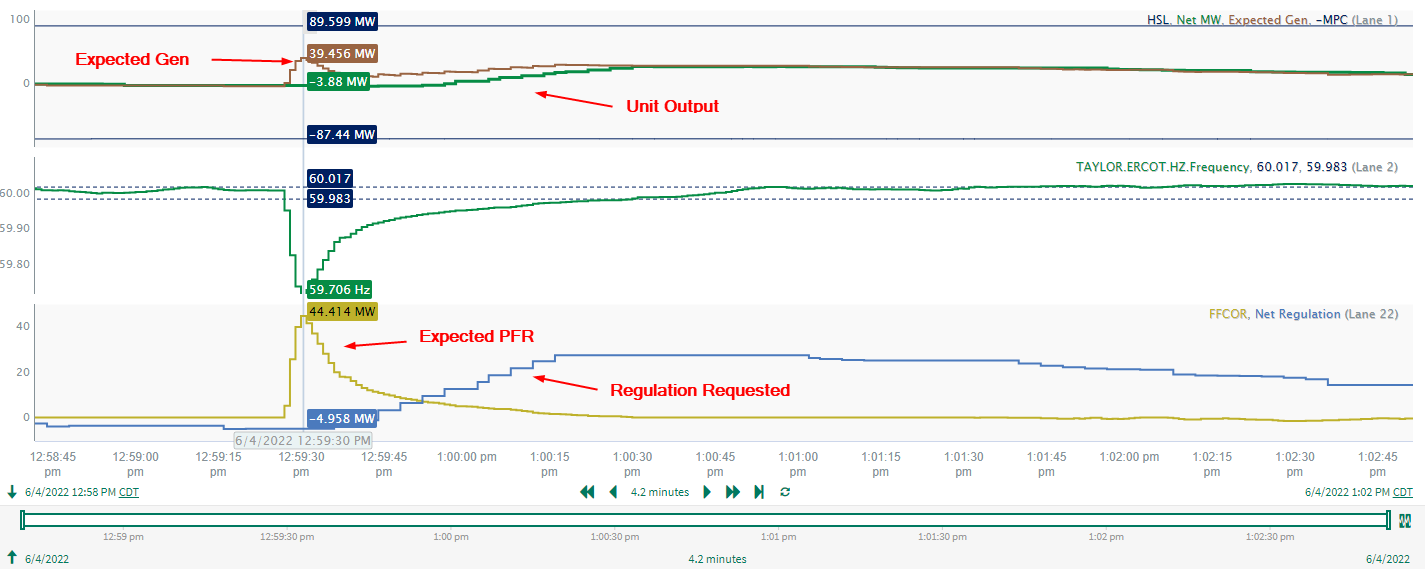 100
89.599 MW
HSL, Net MW, Expected Gen, -MPC (Lane 1)
Expected Gen
39.456 MW
0
-3.88 MW
Unit Output
-87.44 MW
TAYLOR.ERCOT.HZ.Frequency, 60.017, 59.983 (Lane 2)
60.017
60.00
59.983
59.90
59.80
59.706 Hz
44.414 MW
FFCOR, Net Regulation (Lane 22)
40
Expected PFR
20
Regulation Requested
0
-4.958 MW
6/4/2022 12:59:30 PM
12:58:45 pm
12:59:00 pm
12:59:15 pm
12:59:30 pm
12:59:45 pm
1:00:00 pm
1:00:15 pm
1:00:30 pm
1:00:45 pm
1:01:00 pm
1:01:15 pm
1:01:30 pm
1:01:45 pm
1:02:00 pm
1:02:15 pm
1:02:30 pm
1:02:45 pm
6/4/2022 12:58 PM CDT
4.2 minutes
6/4/2022 1:02 PM CDT
12:59 pm
12:59:30 pm
1:00 pm
1:00:30 pm
1:01 pm
1:01:30 pm
1:02 pm
1:02:30 pm
6/4/2022
4.2 minutes
6/4/2022